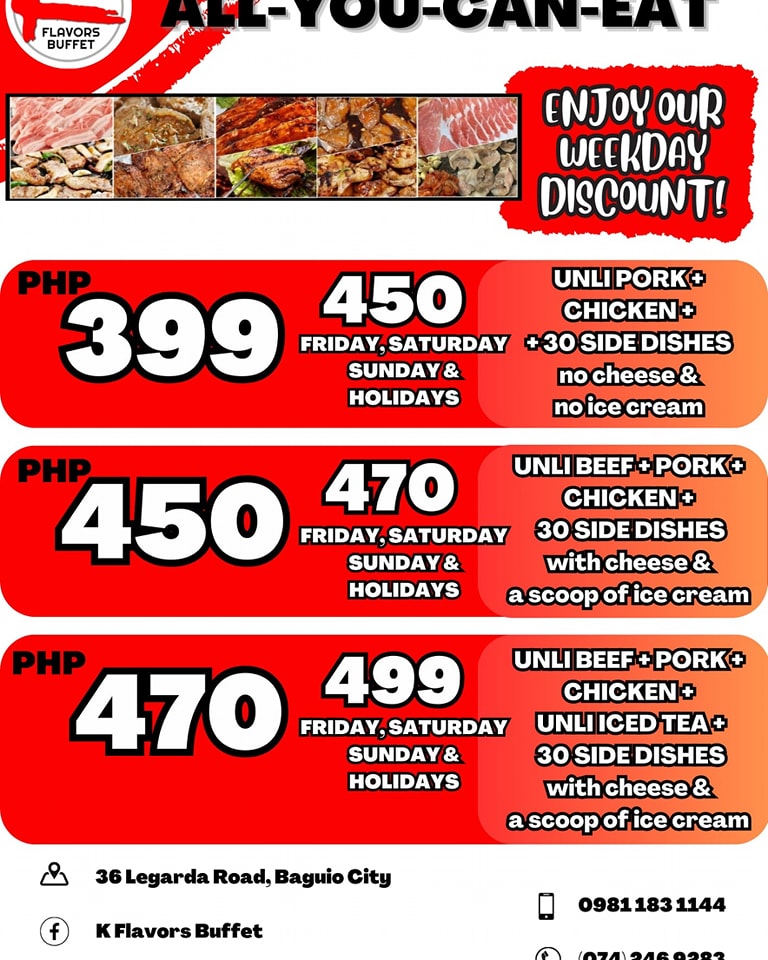 FLAVORS
BUFFET
ALL-YOU-CAN-EAT
ENJOY OUR
WEEKDAY
DISCOUNT!
PHP
399
450
FRIDAY, SATURDAY
SUNDAY &
HOLIDAYS
UNLI PORK +
CHICKEN +
+ 30 SIDE DISHES
no cheese &
no ice cream
PHP
450
470
FRIDAY, SATURDAY
SUNDAY &
HOLIDAYS
UNLI BEEF + PORK +
CHICKEN +
30 SIDE DISHES
with cheese &
a scoop of ice cream
PHP
470
499
FRIDAY, SATURDAY
SUNDAY &
HOLIDAYS
UNLI BEEF + PORK +
CHICKEN +
UNLI ICED TEA +
30 SIDE DISHES
with cheese &
a scoop of ice cream
36 Legarda Road, Baguio City
K Flavors Buffet
0981 183 1144
(074) 246 9283